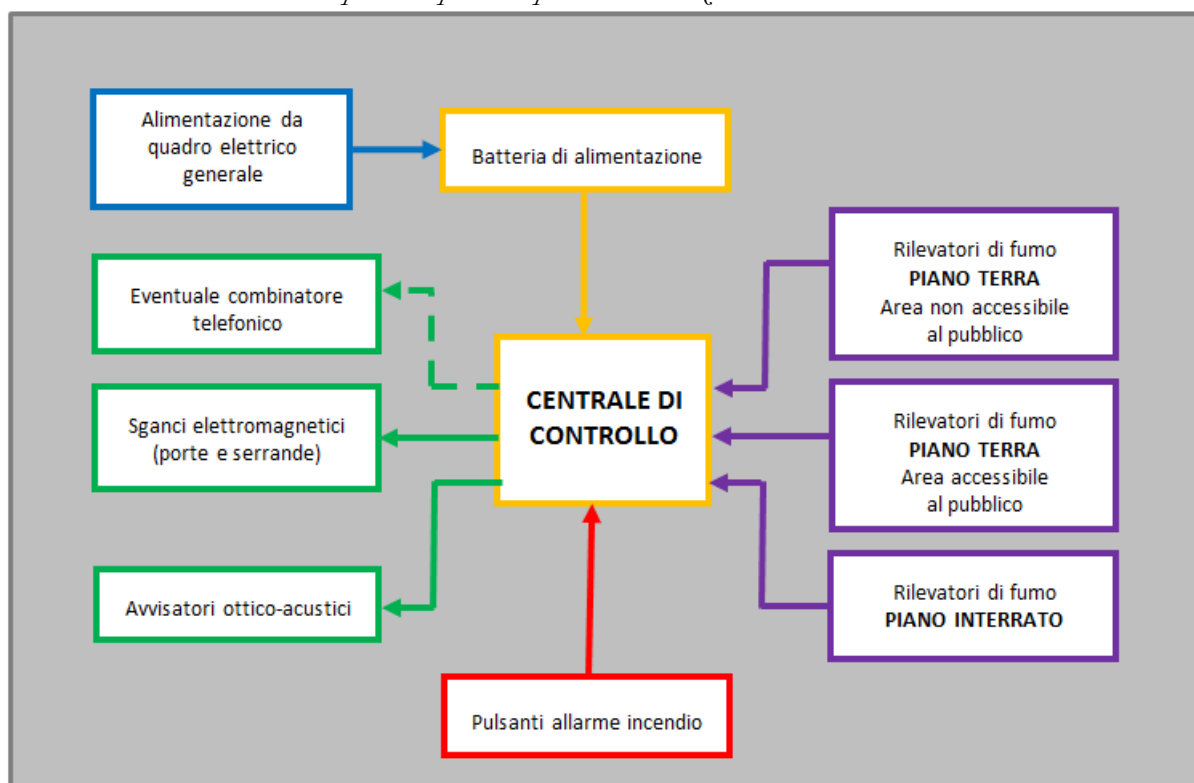 Alimentazione da
quadro elettrico
generale
Batteria di alimentazione
Rilevatori di fumo
PIANO TERRA
Area non accessibile
al pubblico
Eventuale combinatore
telefonico
CENTRALE DI
CONTROLLO
Sganci elettromagnetici
(porte e serrande)
Rilevatori di fumo
PIANO TERRA
Area accessibile
al pubblico
Avvisatori ottico-acustici
Rilevatori di fumo
PIANO INTERRATO
Pulsanti allarme incendio